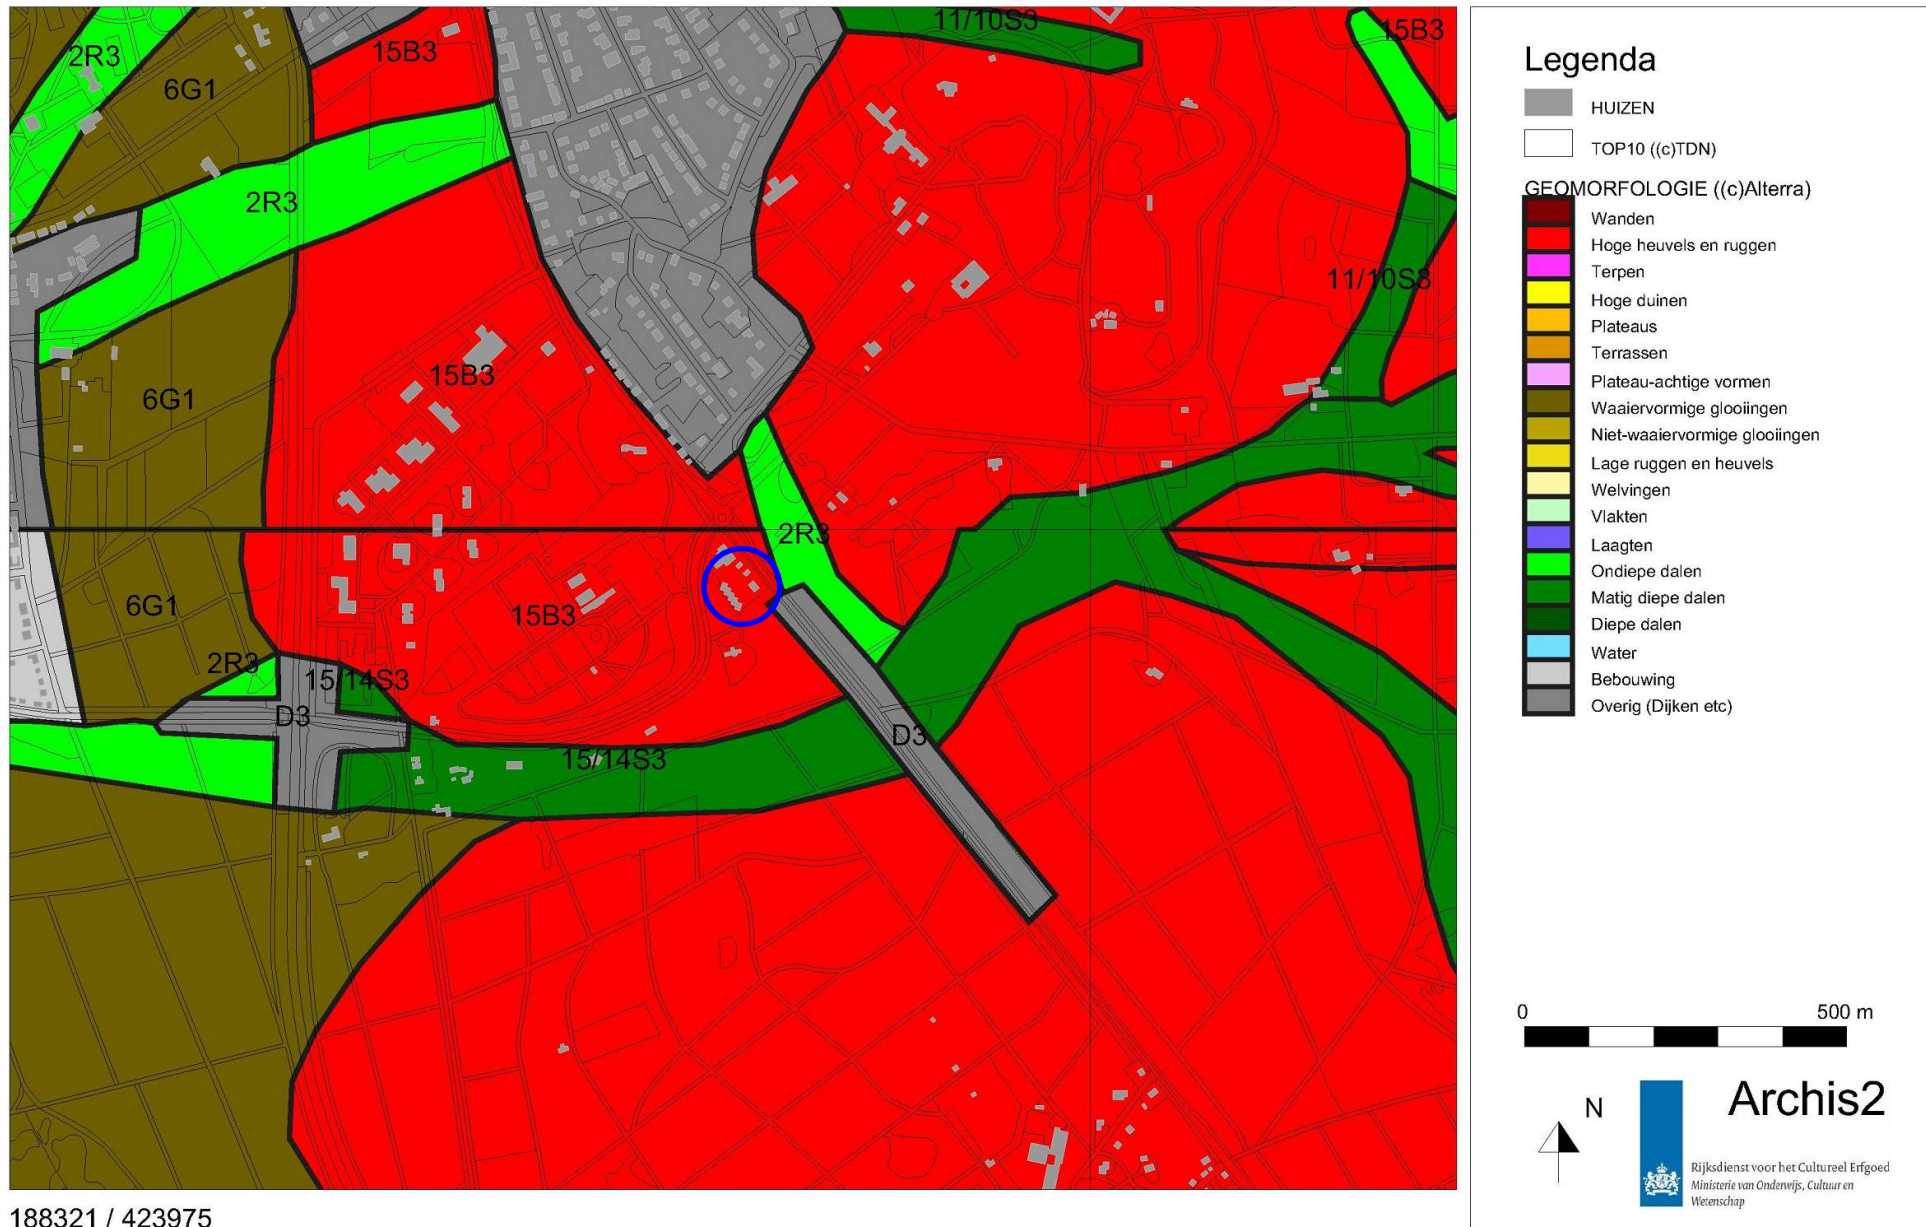 11/10S3
15B3
2R3
15B3
6G1
2R3
11/10S3
15B3
6G1
2R3
6G1
15B3
2R3
15/14S3
D3
D3
15/14S3
188321 / 423975
Legenda
HUIZEN
TOP10 ((c)TDN)
GEOMORFOLOGIE ((c)Alterra)
Wanden
Hoge heuvels en ruggen
Terpen
Hoge duinen
Plateaus
Terrassen
Plateau-achtige vormen
Waaiervormige glooiingen
Niet-waaiervormige glooiingen
Lage ruggen en heuvels
Welvingen
Vlakten
Laagten
Ondiepe dalen
Matig diepe dalen
Diepe dalen
Water
Bebouwing
Overig (Dijken etc)
0 500 m
N
Archis2
Rijksdienst voor het Cultureel Erfgoed
Ministerie van Onderwijs, Cultuur en
Wetenschap